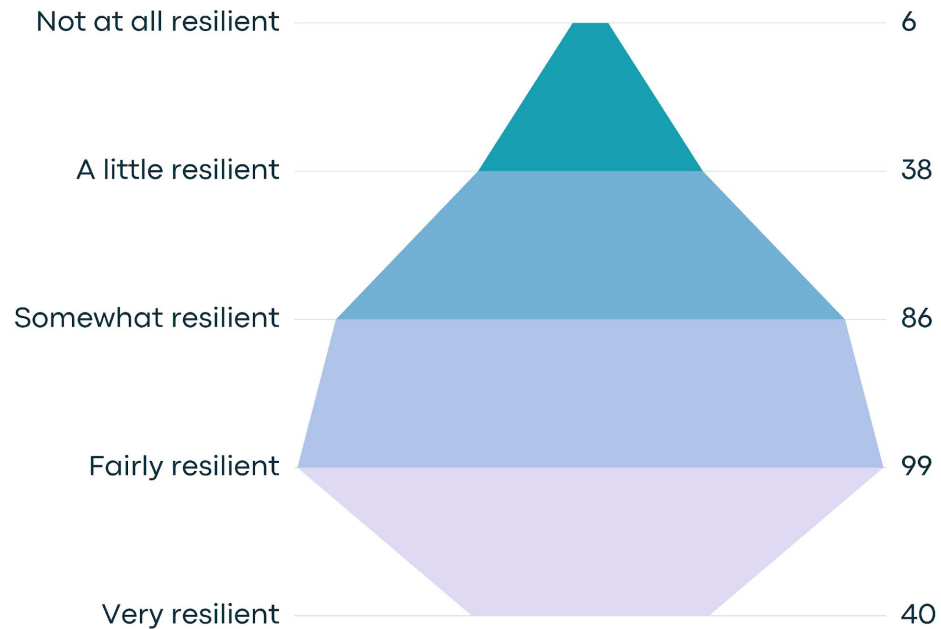 Not at all resilient 6
A little resilient 38
Somewhat resilient 86
Fairly resilient 99
Very resilient 40